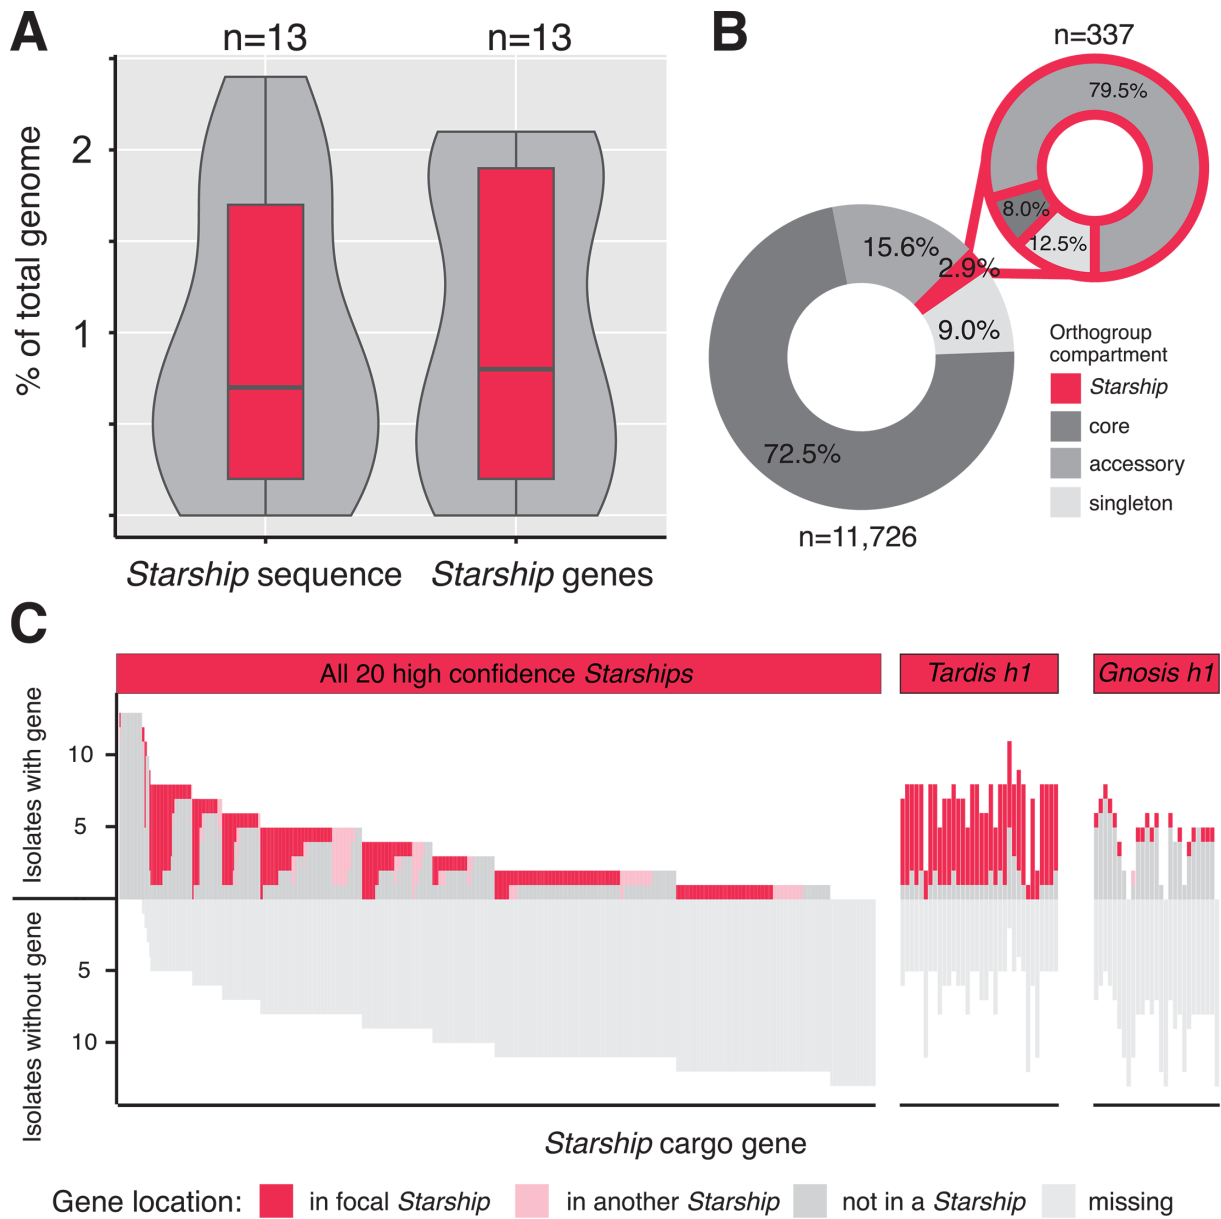 A
n=13
n=13
% of total genome
2
1
Starship sequence
Starship genes
B
n=337
79.5%
8.0%
12.5%
15.6%
2.9%
9.0%
72.5%
n=11,726
Orthogroup
compartment
Starship
core
accessory
singleton
C
All 20 high confidence Starships
Tardis h1
Gnosis h1
Isolates with gene
10
5
Isolates without gene
5
10
Starship cargo gene
Gene location:
in focal Starship
in another Starship
not in a Starship
missing